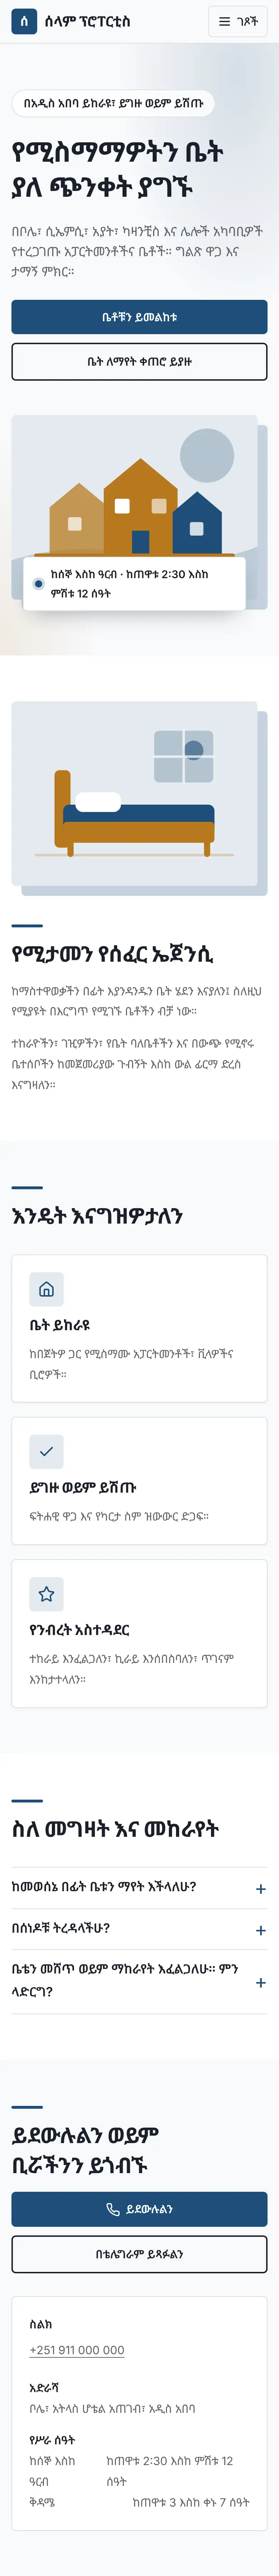 ሰ ሰላም ፕሮፐርቲስ ገጾች
በአዲስ አበባ ይከራዩ፣ ይግዙ ወይም ይሽጡ
የሚስማማዎትን ቤት
ያለ ጭንቀት ያግኙ
በቦሌ፣ ሲኤምሲ፣ አያት፣ ካዛንቺስ እና ሌሎች አካባቢዎች
የተረጋገጡ አፓርትመንቶችና ቤቶች። ግልጽ ዋጋ እና
ታማኝ ምክር።
ቤቶቹን ይመልከቱ
ቤት ለማየት ቀጠሮ ይያዙ
ከሰኞ እስከ ዓርብ · ከጠዋቱ 2:30 እስከ
ምሽቱ 12 ሰዓት
የሚታመን የሰፈር ኤጀንሲ
ከማስተዋወቃችን በፊት እያንዳንዱን ቤት ሄደን እናያለን፤ ስለዚህ
የሚያዩት በእርግጥ የሚገኙ ቤቶችን ብቻ ነው።
ተከራዮችን፣ ገዢዎችን፣ የቤት ባለቤቶችን እና በውጭ የሚኖሩ
ቤተሰቦችን ከመጀመሪያው ጉብኝት እስከ ውል ፊርማ ድረስ
እናግዛለን።
እንዴት እናግዝዎታለን
ቤት ይከራዩ
ከበጀትዎ ጋር የሚስማሙ አፓርትመንቶች፣ ቪላዎችና
ቢሮዎች።
ይግዙ ወይም ይሽጡ
ፍትሐዊ ዋጋ እና የካርታ ስም ዝውውር ድጋፍ።
የንብረት አስተዳደር
ተከራይ እንፈልጋለን፣ ኪራይ እንሰበስባለን፣ ጥገናም
እንከታተላለን።
ስለ መግዛት እና መከራየት
ከመወሰኔ በፊት ቤቱን ማየት እችላለሁ?
በሰነዶቹ ትረዳላችሁ?
ቤቴን መሸጥ ወይም ማከራየት እፈልጋለሁ። ምን
ላድርግ?
ይደውሉልን ወይም
ቢሯችንን ይጎብኙ
ይደውሉልን
በቴሌግራም ይጻፉልን
ስልክ
+251 911 000 000
አድራሻ
ቦሌ፣ አትላስ ሆቴል አጠገብ፣ አዲስ አበባ
የሥራ ሰዓት
ከሰኞ እስከ ከጠዋቱ 2:30 እስከ ምሽቱ 12
ዓርብ ሰዓት
ቅዳሜ ከጠዋቱ 3 እስከ ቀኑ 7 ሰዓት